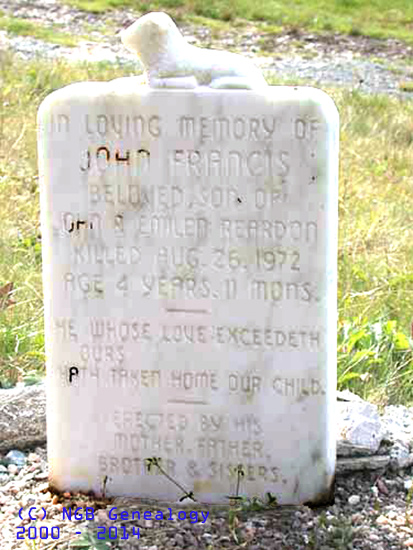 IN LOVING MEMORY OF
JOHN FRANCIS
BELOVED SON OF
JOHN & EMILEN REARDON
KILLED AUG. 26, 1972
AGE 4 YEARS, 11 MONS.
HE WHOSE LOVE EXCEEDETH
OURS
HATH TAKEN HOME OUR CHILD.
ERECTED BY HIS
MOTHER, FATHER,
BROTHER & SISTERS.
(C) NGB Genealogy
2000 - 2014